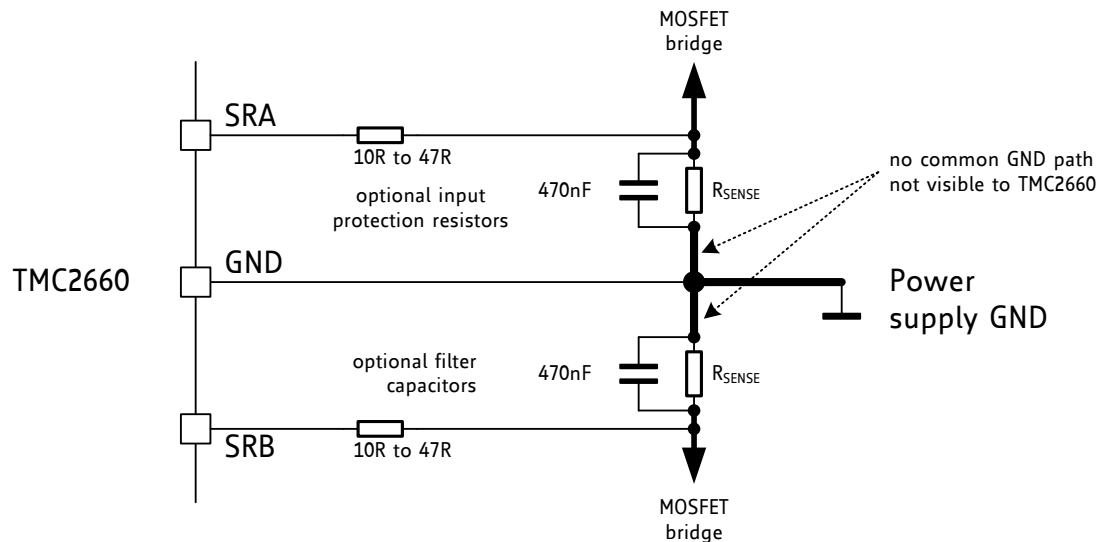 MOSFET
bridge
SRA
10R to 47R
optional input
protection resistors
470nF
RSENSE
no common GND path
not visible to TMC2660
TMC2660
GND
Power
supply GND
optional filter
capacitors
470nF
RSENSE
SRB
10R to 47R
MOSFET
bridge